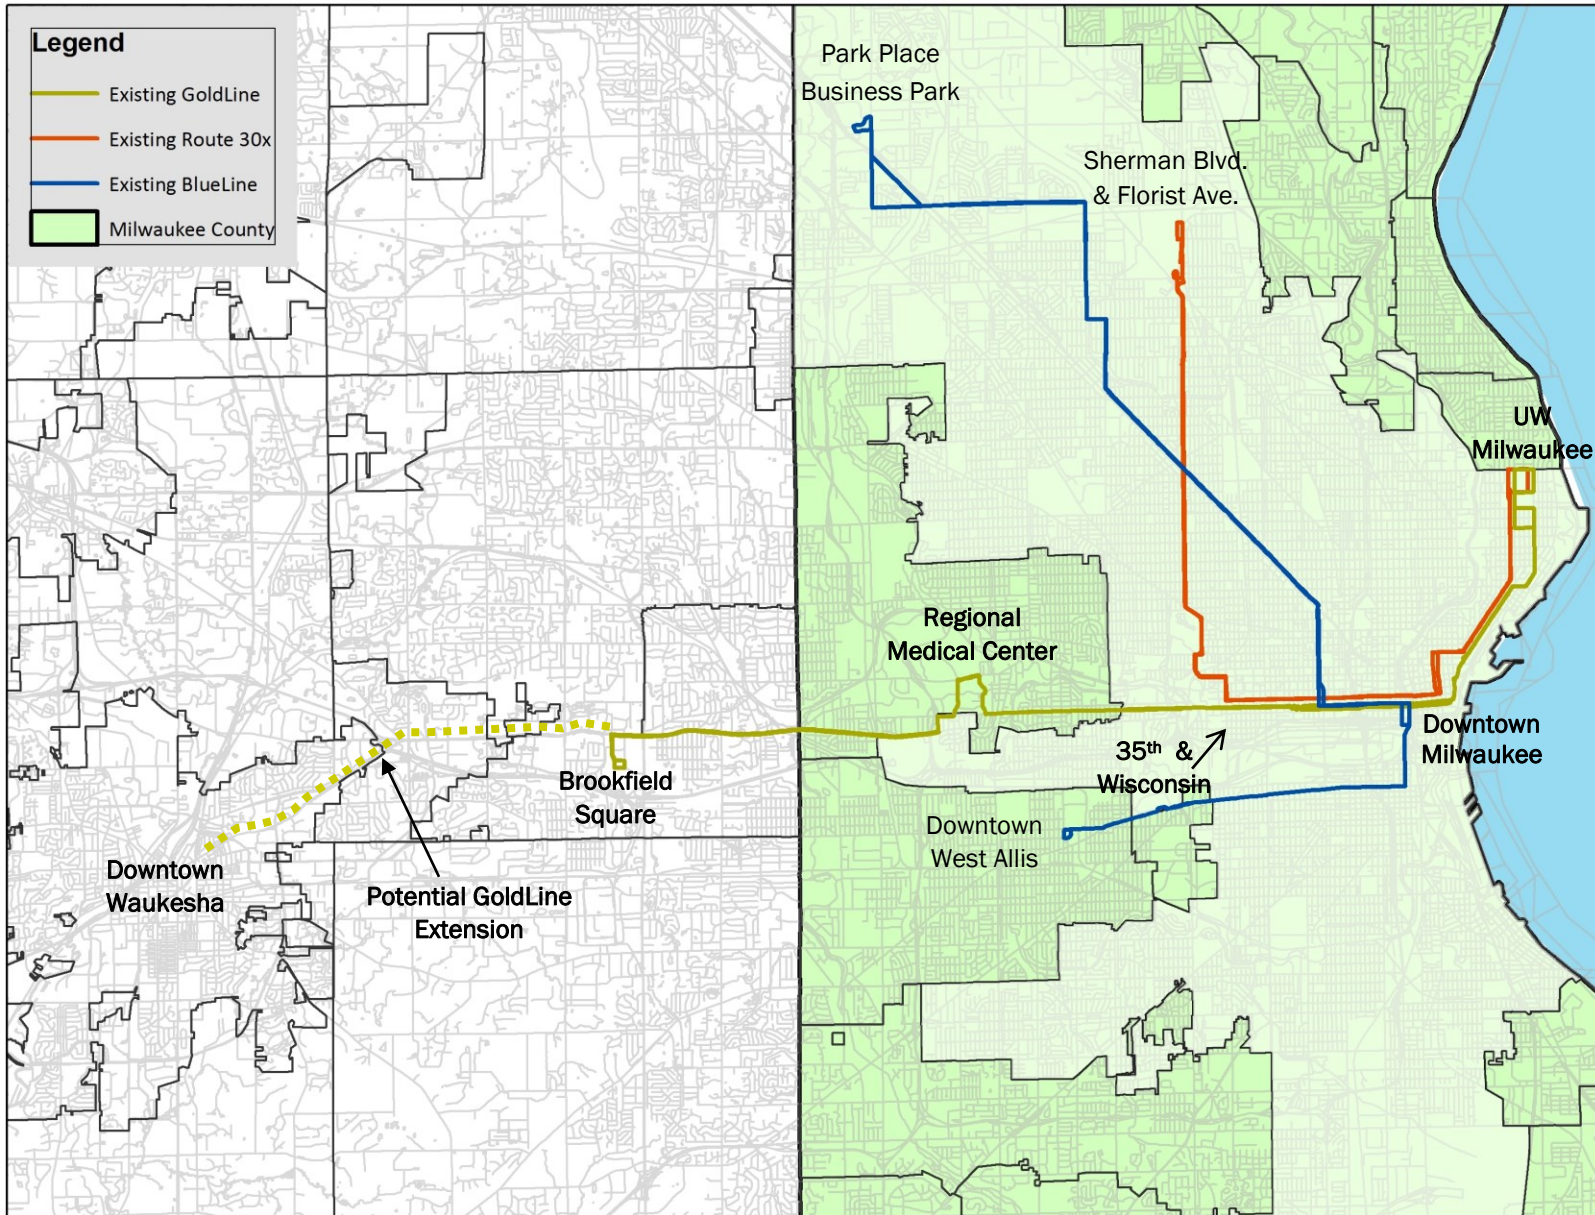 Legend
Existing GoldLine
Existing Route 30x
Existing BlueLine
Milwaukee County
Park Place
Business Park
Sherman Blvd.
& Florist Ave.
UW
Milwaukee
Regional
Medical Center
Downtown
Milwaukee
35th &
Wisconsin
Brookfield
Square
Downtown
West Allis
Downtown
Waukesha
Potential GoldLine
Extension